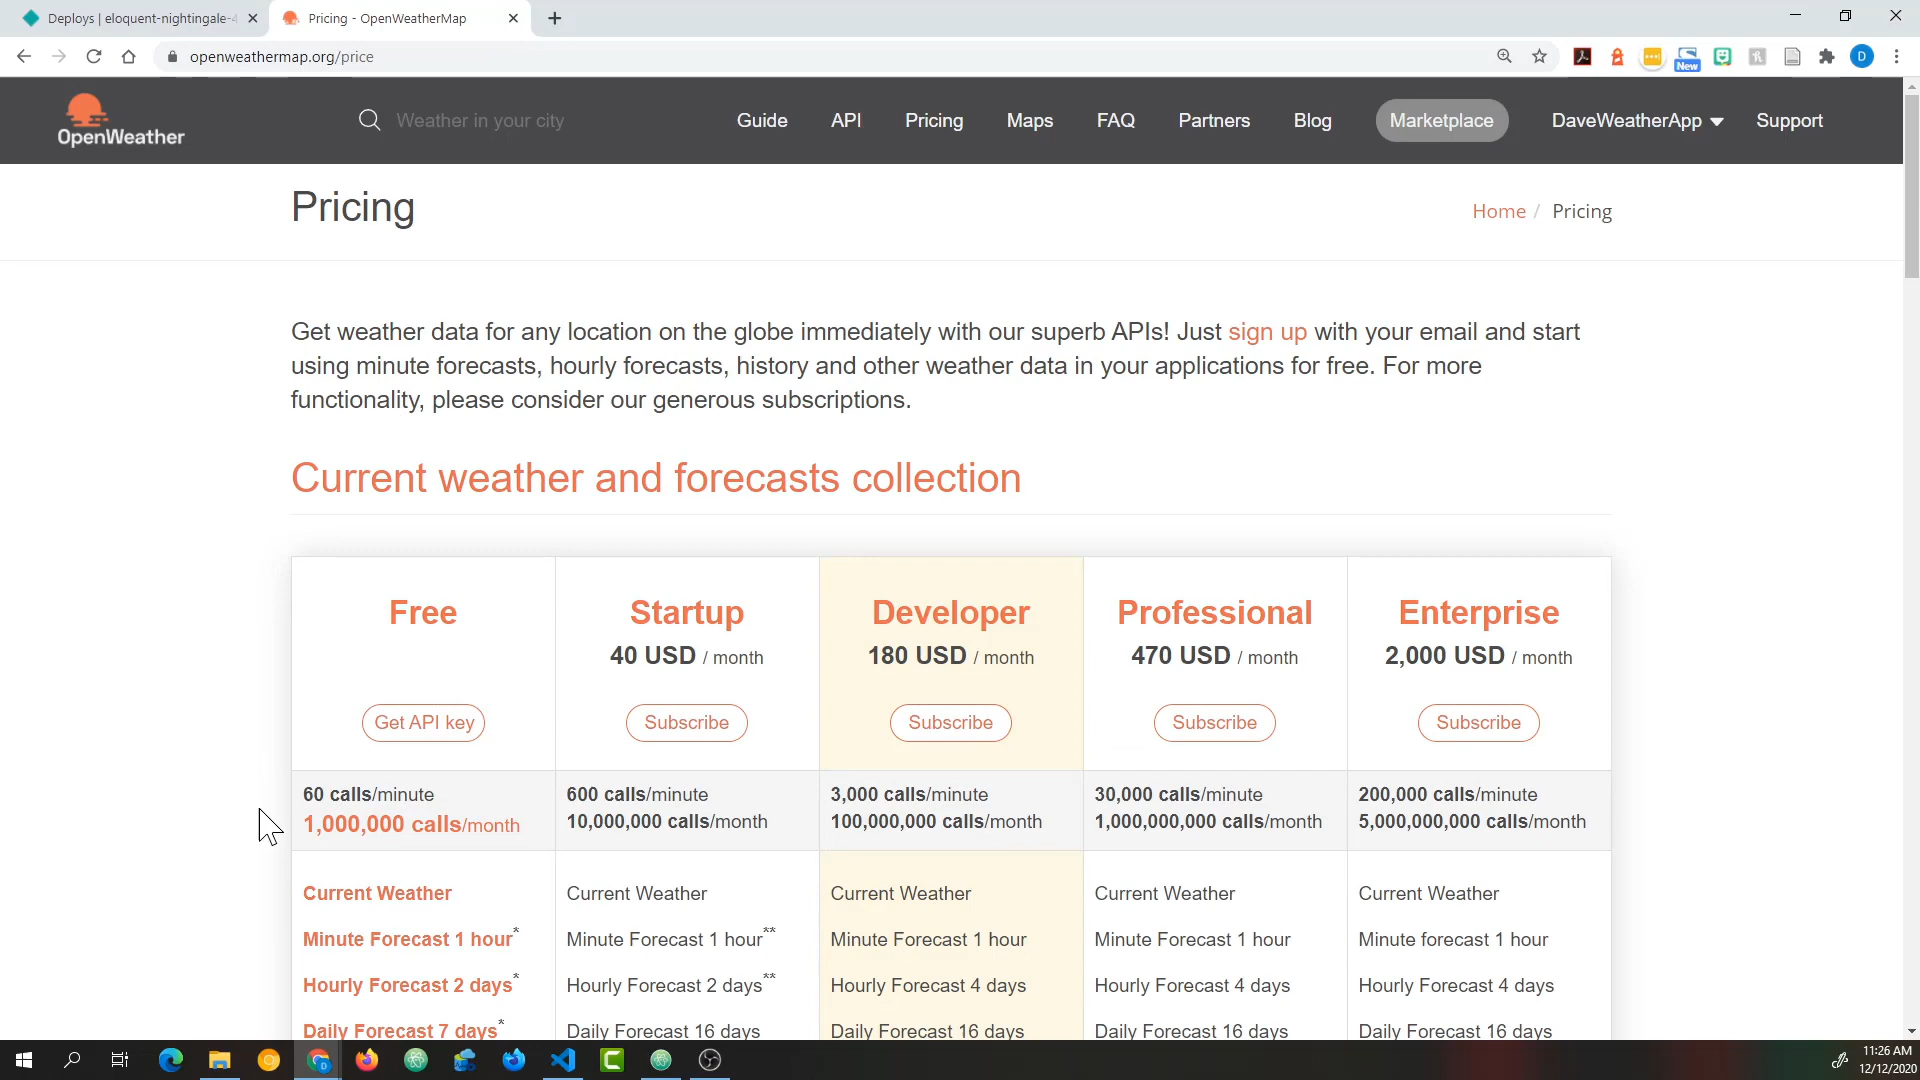 Deploys | eloquent-nightingale-4
Pricing - OpenWeatherMap
openweathermap.org/price
New
D
OpenWeather
Weather in your city
Guide
API
Pricing
Maps
FAQ
Partners
Blog
Marketplace
DaveWeatherApp
Support
Pricing
Home / Pricing
Get weather data for any location on the globe immediately with our superb APIs! Just sign up with your email and start
using minute forecasts, hourly forecasts, history and other weather data in your applications for free. For more
functionality, please consider our generous subscriptions.
Current weather and forecasts collection
Free
Startup
Developer
Professional
Enterprise
40 USD / month
180 USD / month
470 USD / month
2,000 USD / month
Get API key
Subscribe
Subscribe
Subscribe
Subscribe
60 calls/minute
1,000,000 calls/month
600 calls/minute
10,000,000 calls/month
3,000 calls/minute
100,000,000 calls/month
30,000 calls/minute
1,000,000,000 calls/month
200,000 calls/minute
5,000,000,000 calls/month
Current Weather
Current Weather
Current Weather
Current Weather
Current Weather
Minute Forecast 1 hour*
Minute Forecast 1 hour**
Minute Forecast 1 hour
Minute Forecast 1 hour
Minute forecast 1 hour
Hourly Forecast 2 days*
Hourly Forecast 2 days**
Hourly Forecast 4 days
Hourly Forecast 4 days
Hourly Forecast 4 days
Daily Forecast 7 days*
Daily Forecast 16 days
Daily Forecast 16 days
Daily Forecast 16 days
Daily Forecast 16 days
11:26 AM
12/12/2020